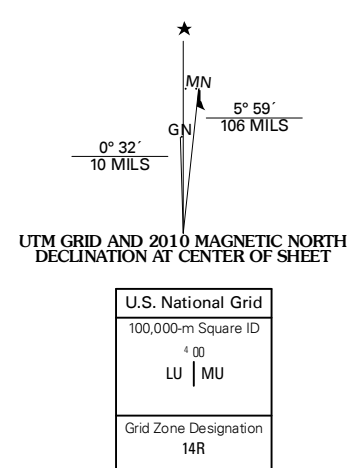 ★
MN
GN
5° 59´
106 MILS
0° 32´
10 MILS
UTM GRID AND 2010 MAGNETIC NORTH
DECLINATION AT CENTER OF SHEET
U.S. National Grid
100,000-m Square ID
4 00
LU MU
Grid Zone Designation
14R